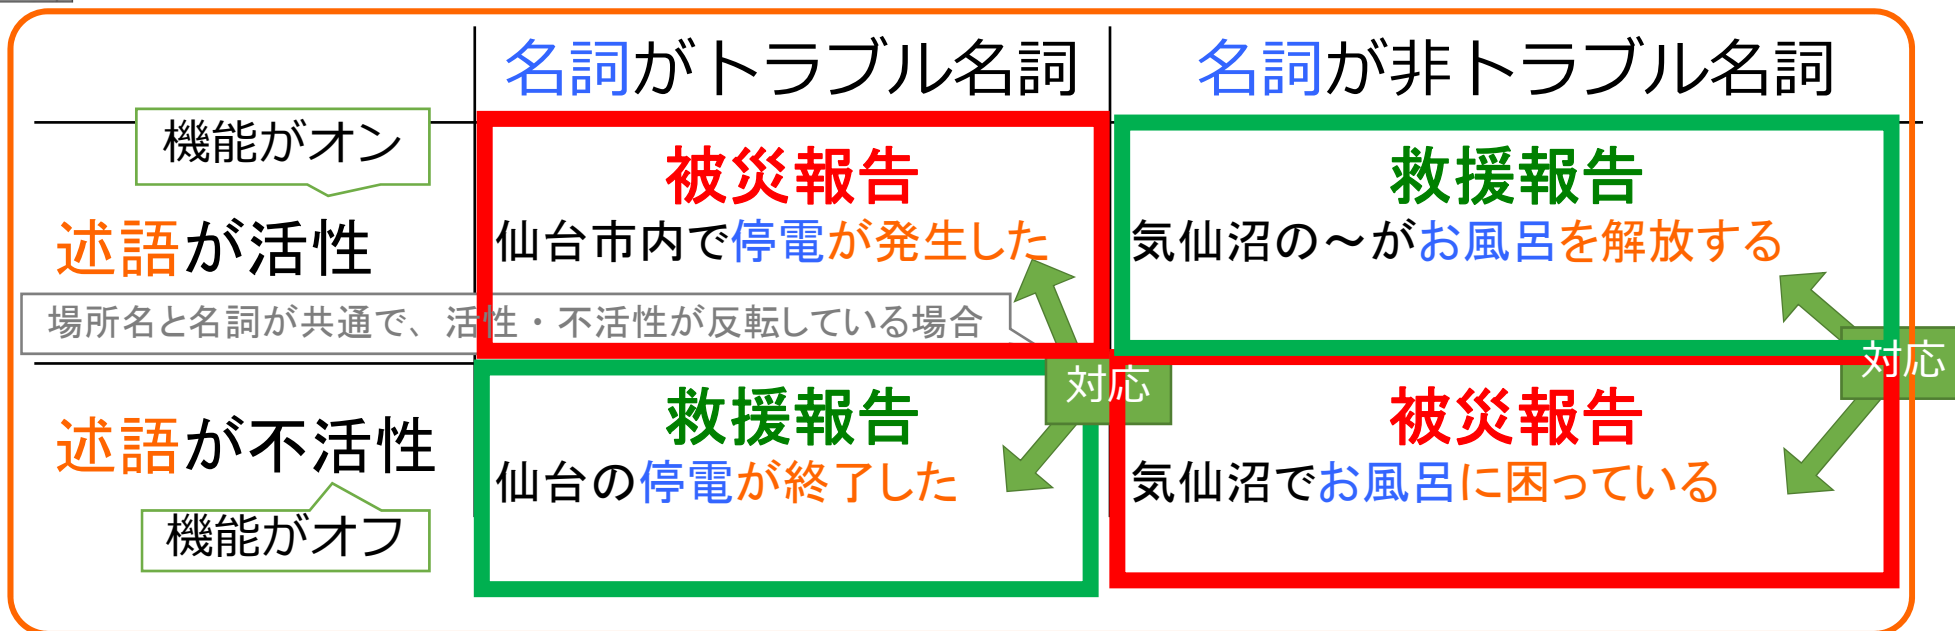 名詞がトラブル名詞
名詞が非トラブル名詞
機能がオン
述語が活性
被災報告
仙台市内で停電が発生した
救援報告
気仙沼の～がお風呂を解放する
場所名と名詞が共通で、活性・不活性が反転している場合
対応
対応
述語が不活性
機能がオフ
救援報告
仙台の停電が終了した
被災報告
気仙沼でお風呂に困っている